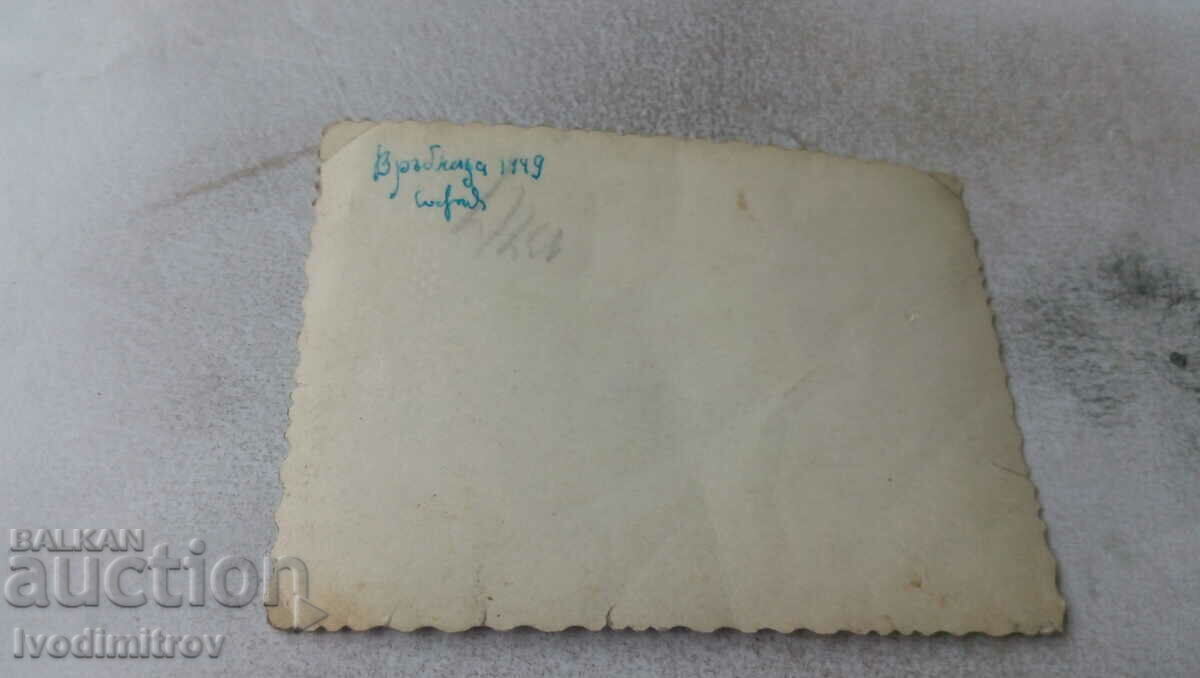 Връбница 1949
София
BALKAN
auction
Ivodimitrov